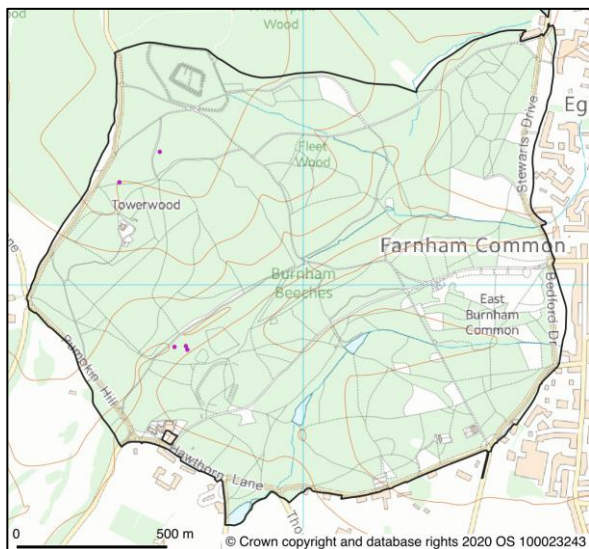 Wood
Eg
Stewarts Drive
Fleet
Wood
Towerwood
Farnham Common
Burnham
Beeches
East
Burnham
Common
Bedford Dr
Pumpkin Hill
Hawthorn Lane
Tho
0
500 m
© Crown copyright and database rights 2020 OS 100023243